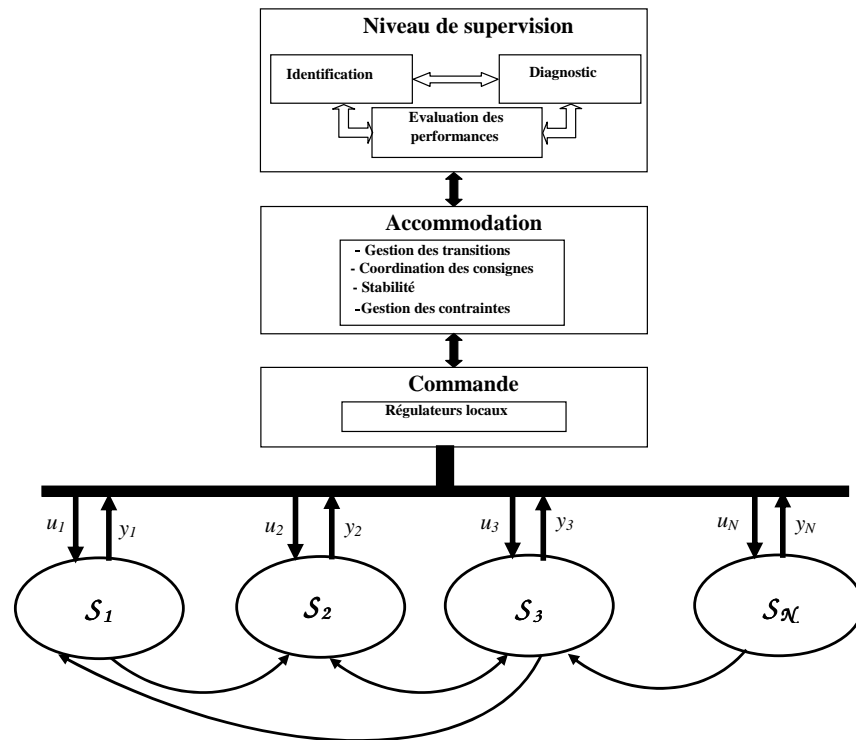 Niveau de supervision
Identification
Diagnostic
Evaluation des
performances
Accommodation
- Gestion des transitions
- Coordination des consignes
- Stabilité
-Gestion des contraintes
Commande
Régulateurs locaux
u1 y1 u2 y2 u3 y3 uN yN
S1 S2 S3 SN